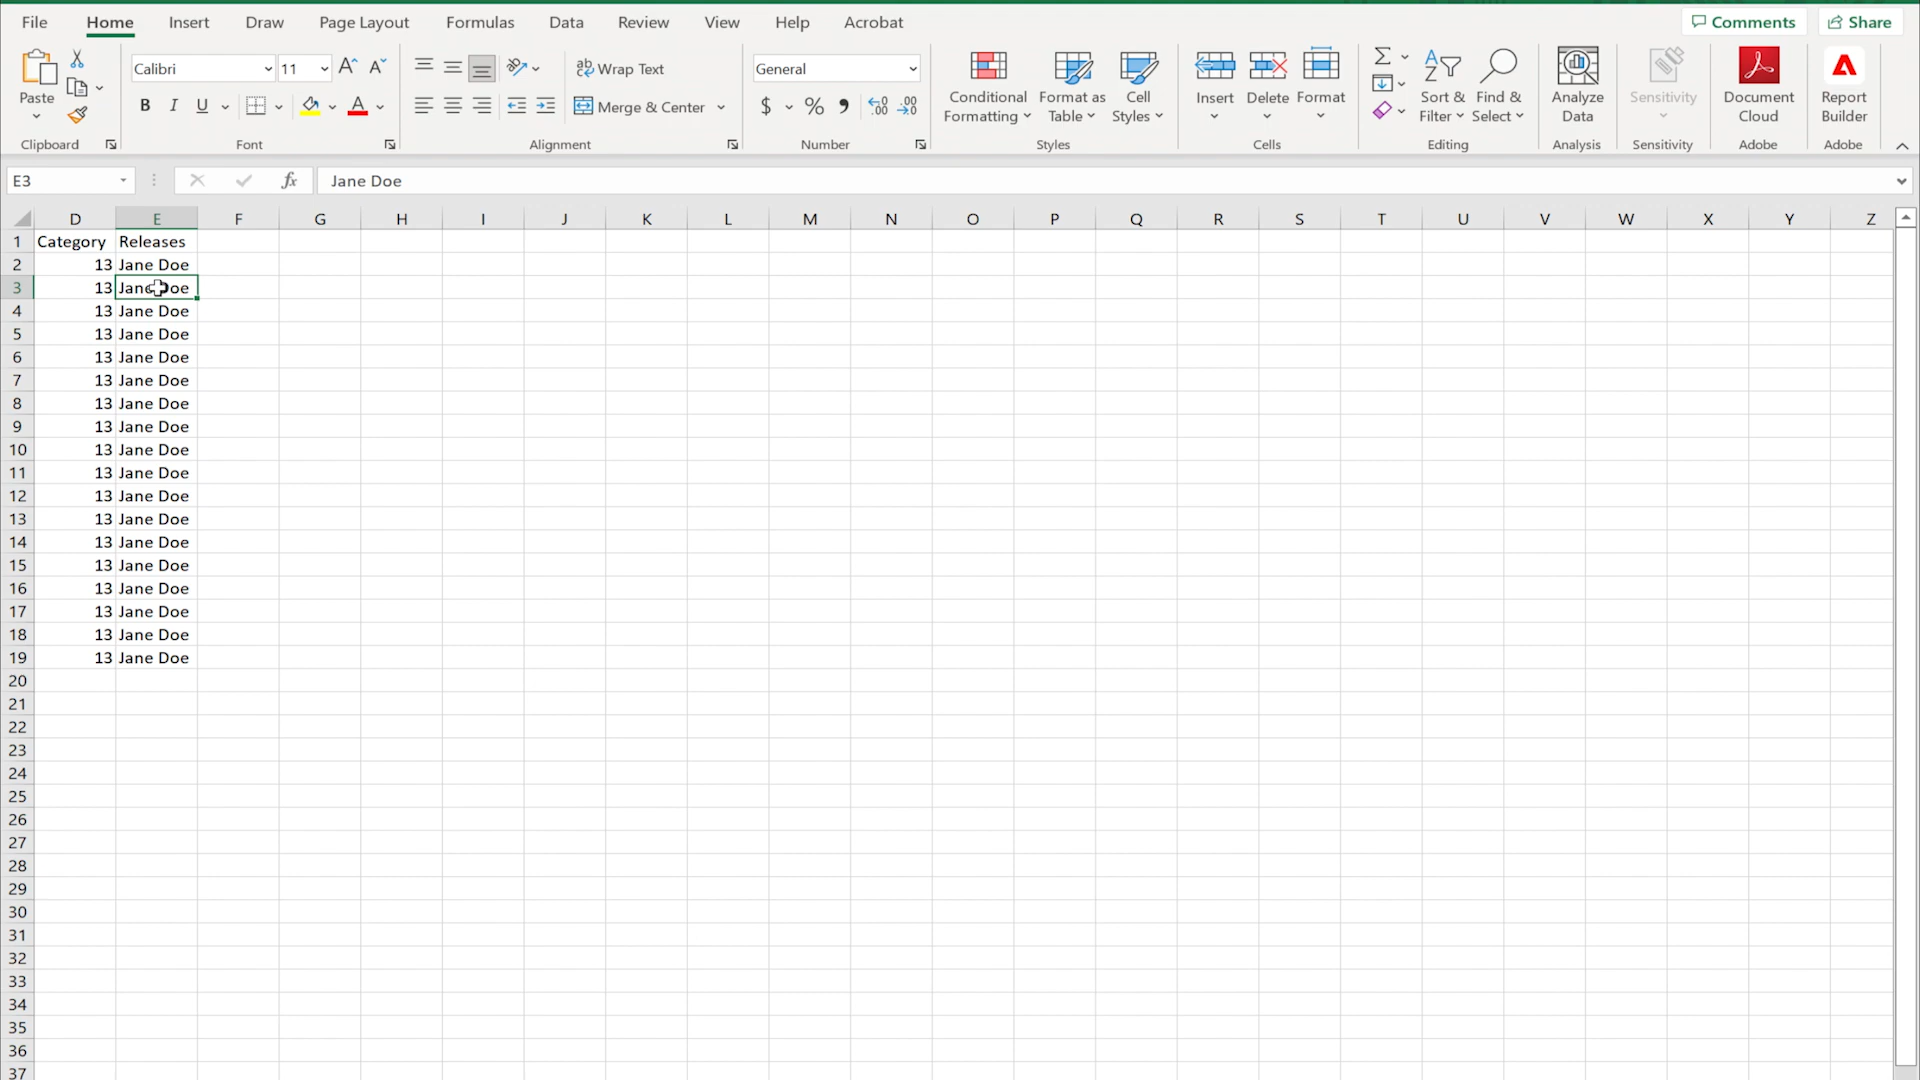 File Home Insert Draw Page Layout Formulas Data Review View Help Acrobat Comments Share
Paste Calibri 11 Wrap Text General
B I U Merge & Center $ % Conditional Formatting Format as Table Cell Styles Insert Delete Format Sort & Filter Find & Select Analyze Data Sensitivity Document Cloud Report Builder
Clipboard Font Alignment Number Styles Cells Editing Analysis Sensitivity Adobe Adobe
E3 fx Jane Doe
D E F G H I J K L M N O P Q R S T U V W X Y Z
1 Category Releases
2 13 Jane Doe
3 13 Jane Doe
4 13 Jane Doe
5 13 Jane Doe
6 13 Jane Doe
7 13 Jane Doe
8 13 Jane Doe
9 13 Jane Doe
10 13 Jane Doe
11 13 Jane Doe
12 13 Jane Doe
13 13 Jane Doe
14 13 Jane Doe
15 13 Jane Doe
16 13 Jane Doe
17 13 Jane Doe
18 13 Jane Doe
19 13 Jane Doe
20
21
22
23
24
25
26
27
28
29
30
31
32
33
34
35
36
37